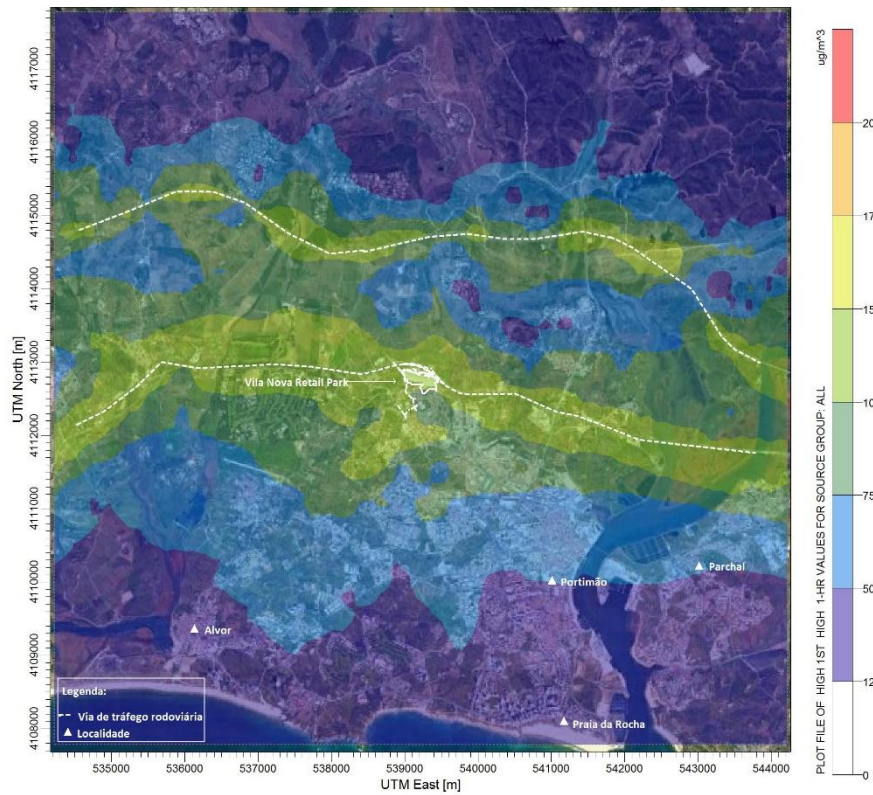 ug/m^3
20
17
15
10
75
50
12
0
PLOT FILE OF HIGH 1ST HIGH 1-HR VALUES FOR SOURCE GROUP: ALL
UTM North [m]
4117000
4116000
4115000
4114000
4113000
4112000
4111000
4110000
4109000
4108000
Vila Nova Retail Park
Portimão
Parchal
Alvor
Praia da Rocha
Legenda:
Via de tráfego rodoviária
Localidade
535000 536000 537000 538000 539000 540000 541000 542000 543000 544000
UTM East [m]